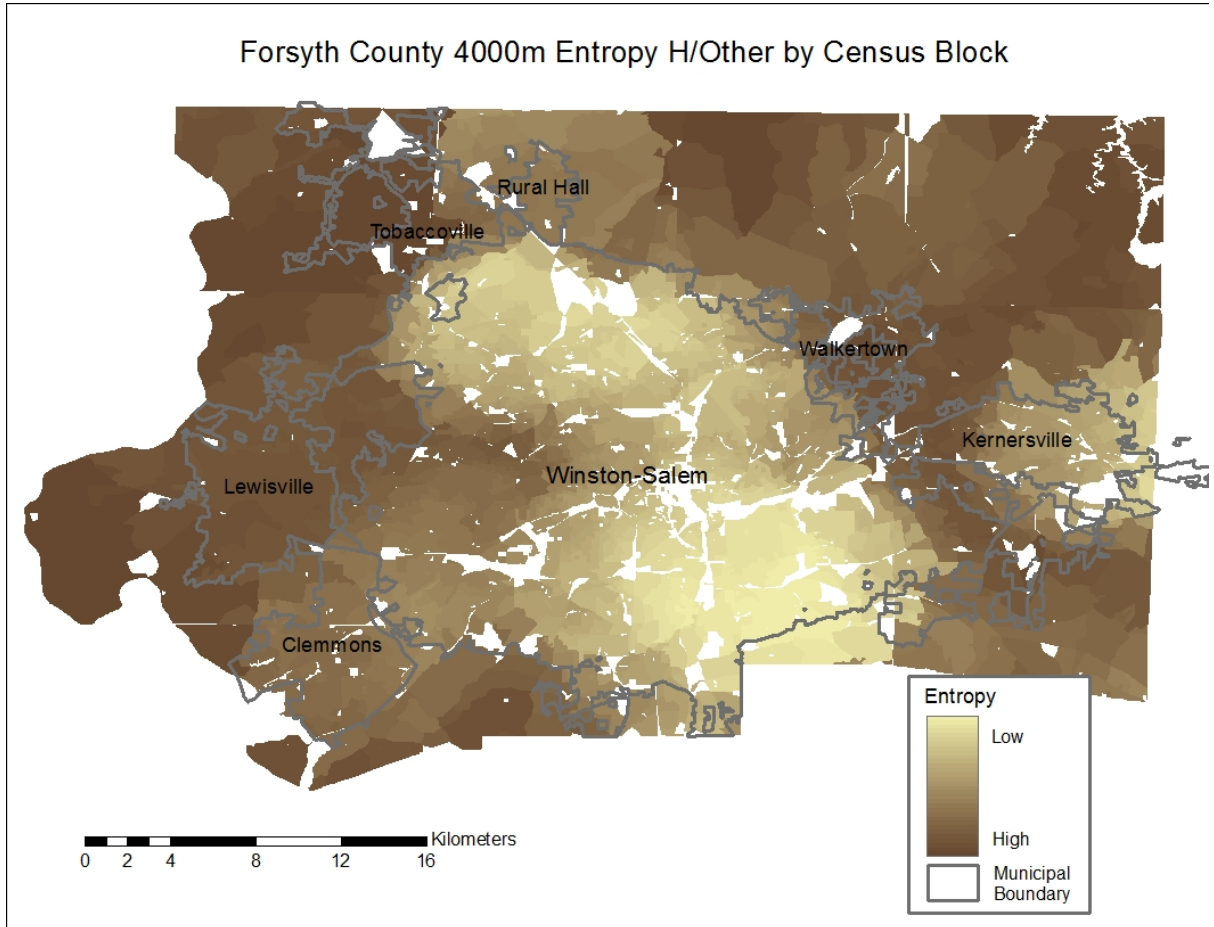 Forsyth County 4000m Entropy H/Other by Census Block
Rural Hall
Tobaccoville
Walkertown
Kernersville
Winston-Salem
Lewisville
Clemmons
Entropy
Low
High
Municipal
Boundary
Kilometers
0 2 4 8 12 16